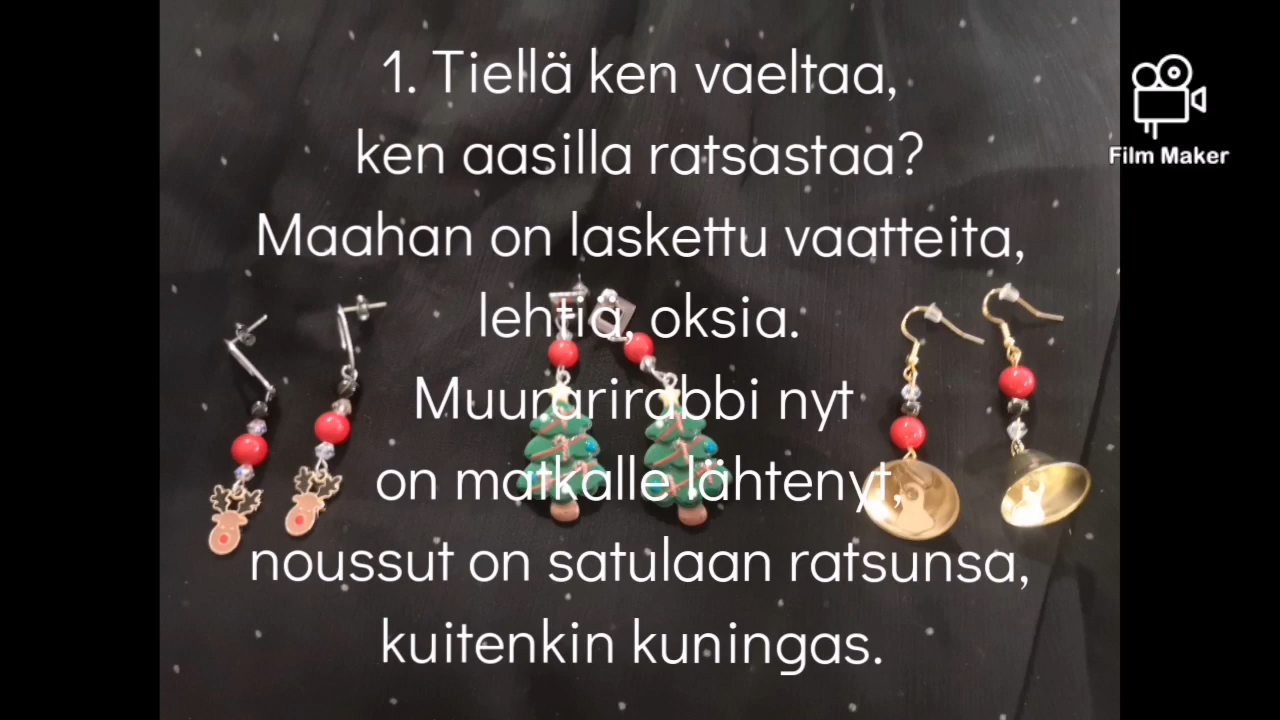 1. Tiellä ken vaeltaa,
ken aasilla ratsastaa?
Maahan on laskettu vaatteita,
lehtiä, oksia.
Muurarirabbi nyt
on matkalle lähtenyt,
noussut on satulaan ratsunsa,
kuitenkin kuningas.
Film Maker